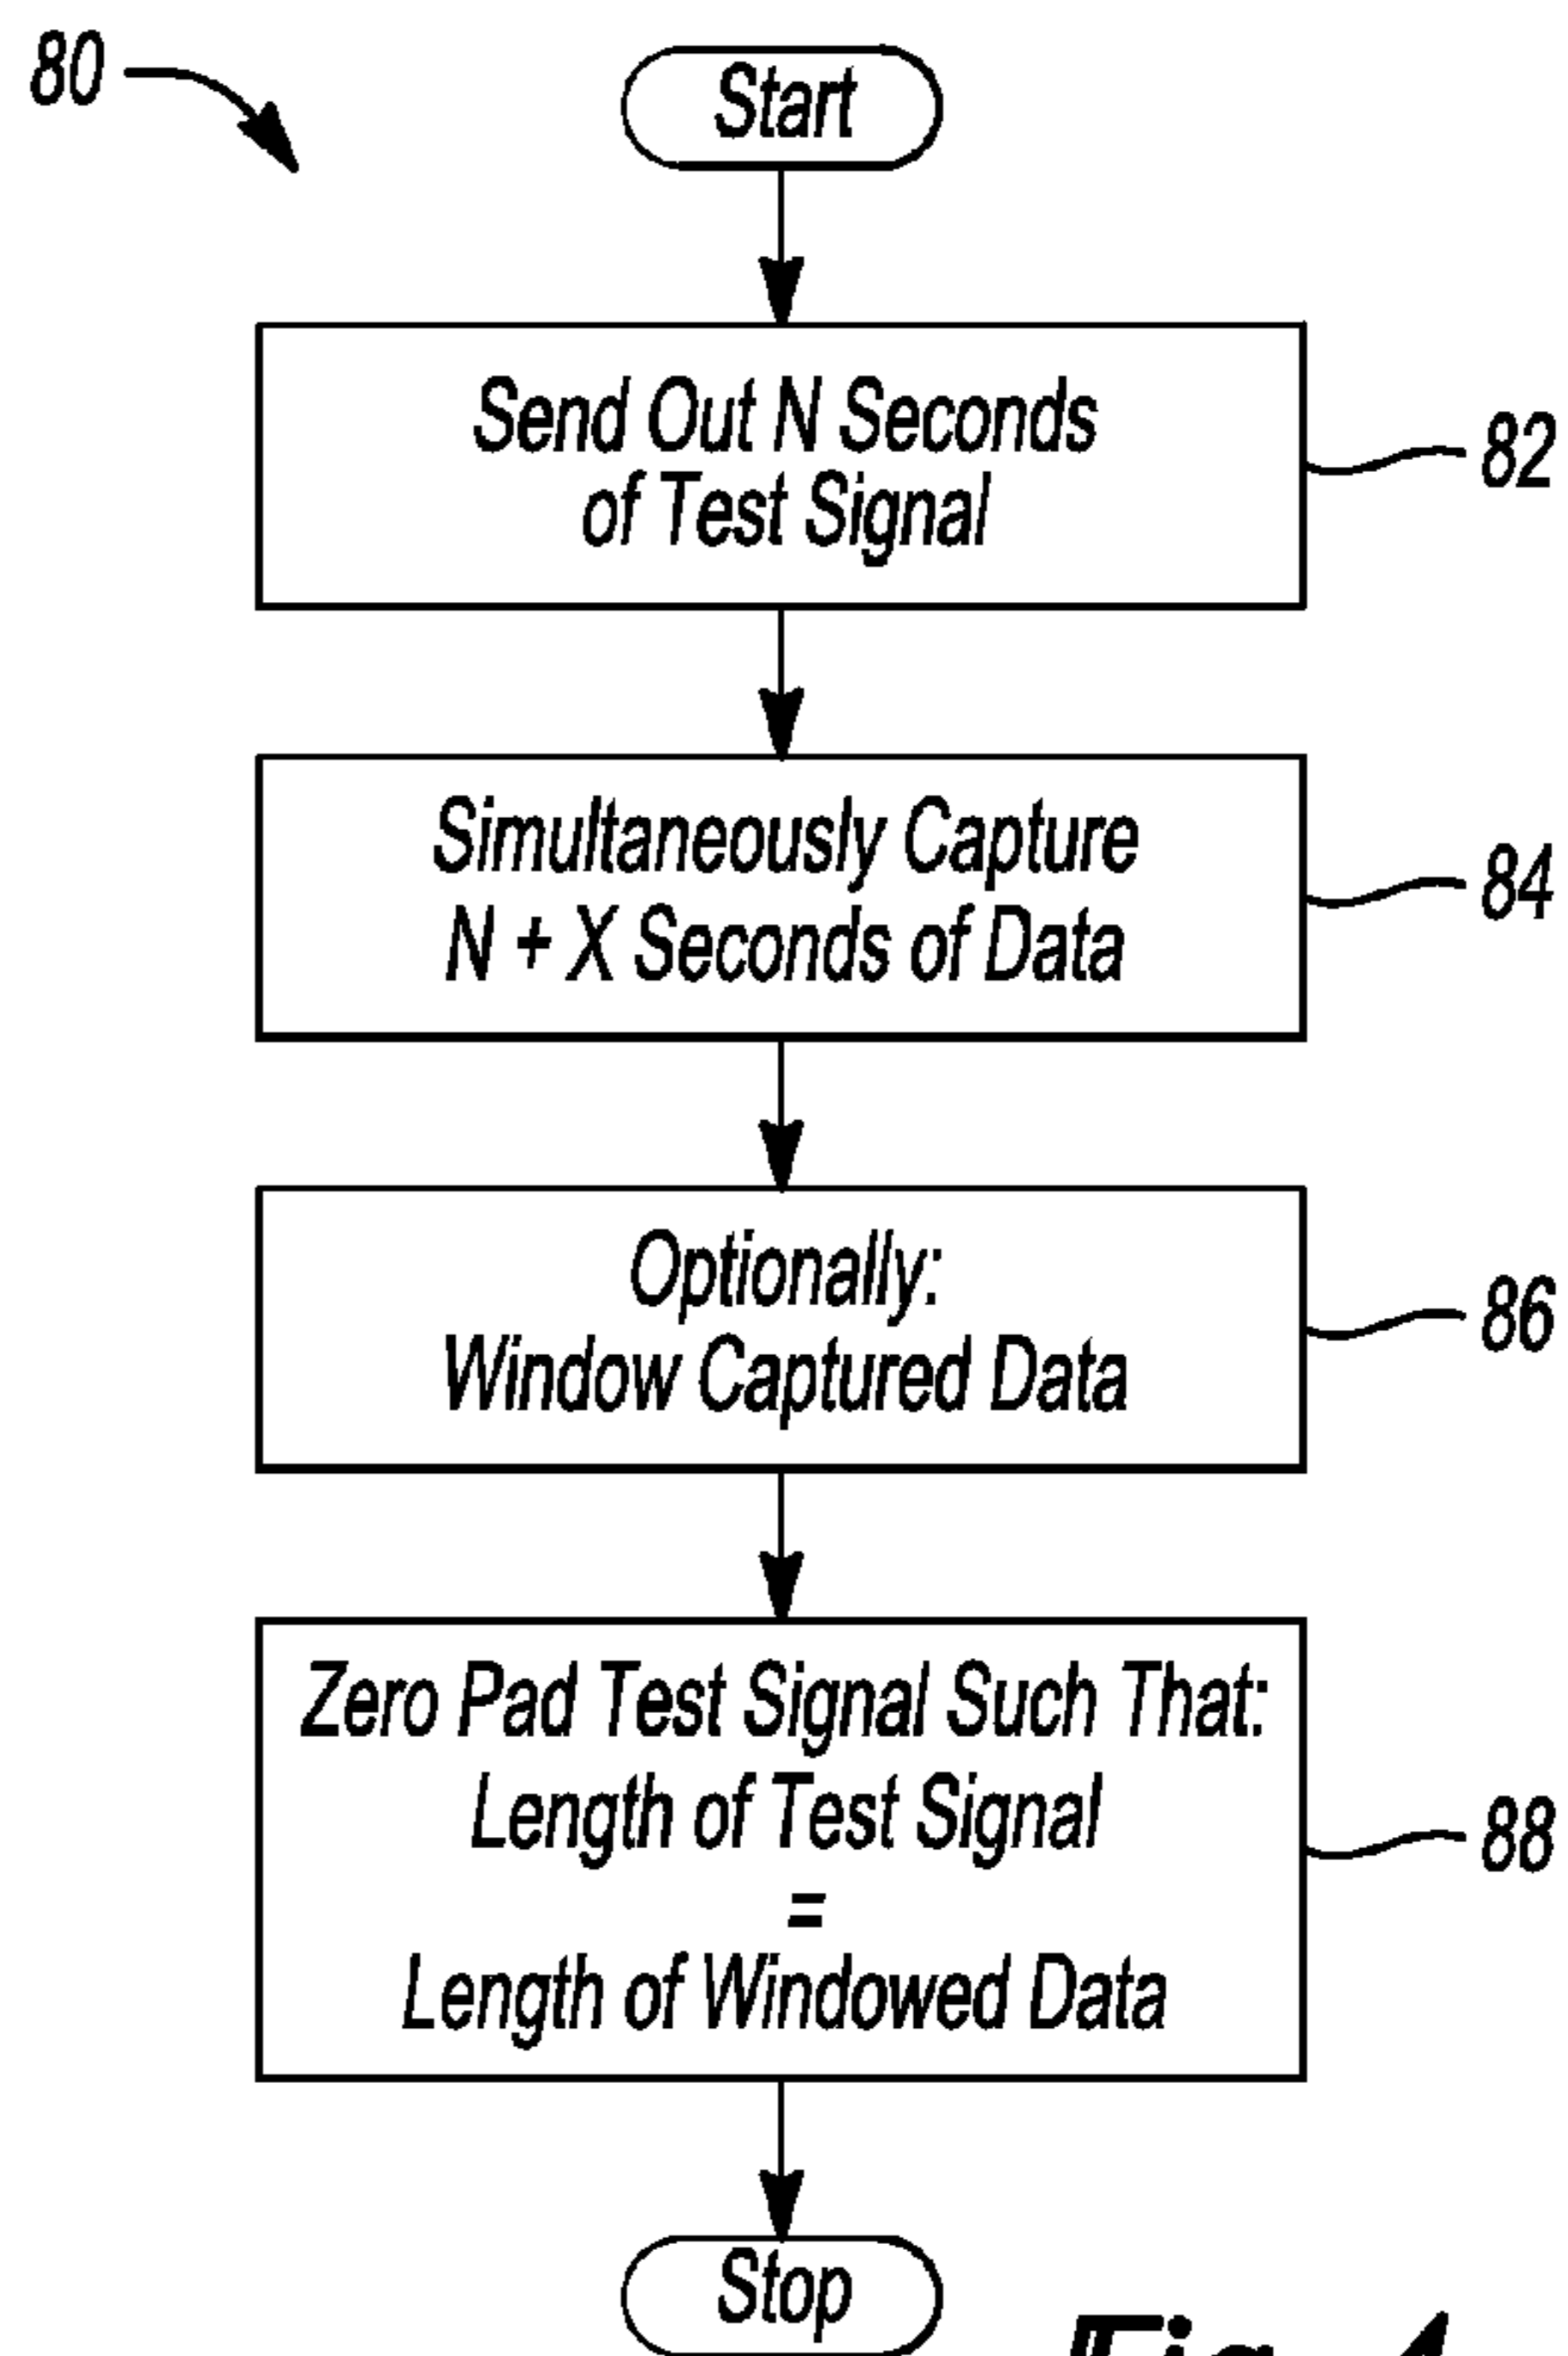 80
Start
Send Out N Seconds
of Test Signal
82
Simultaneously Capture
N + X Seconds of Data
84
Optionally:
Window Captured Data
86
Zero Pad Test Signal Such That:
Length of Test Signal
=
Length of Windowed Data
88
Stop